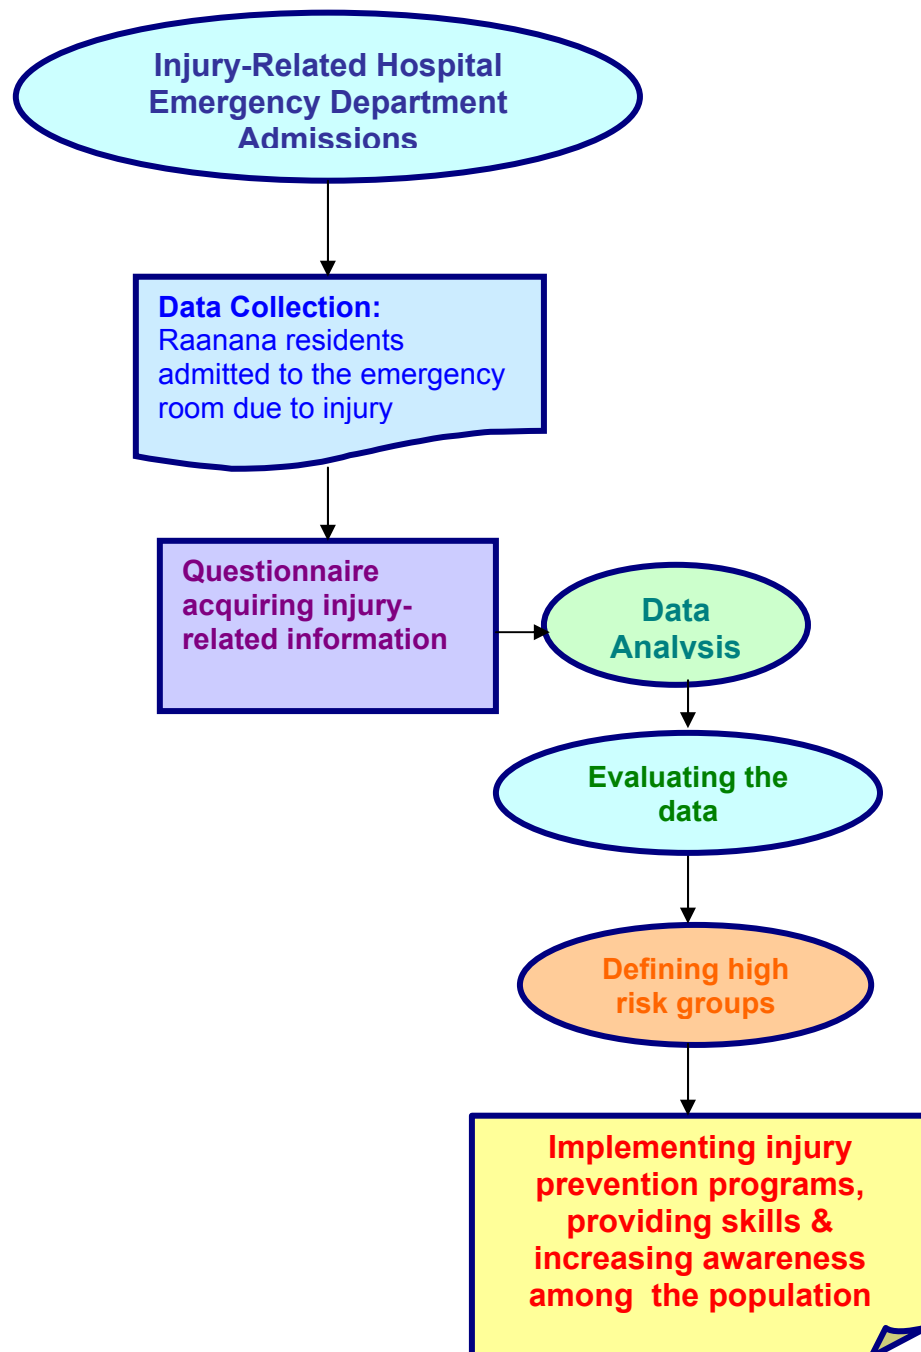 Injury-Related Hospital
Emergency Department
Admissions
Data Collection:
Raanana residents
admitted to the emergency
room due to injury
Questionnaire
acquiring injury-
related information
Data
Analysis
Evaluating the
data
Defining high
risk groups
Implementing injury
prevention programs,
providing skills &
increasing awareness
among the population